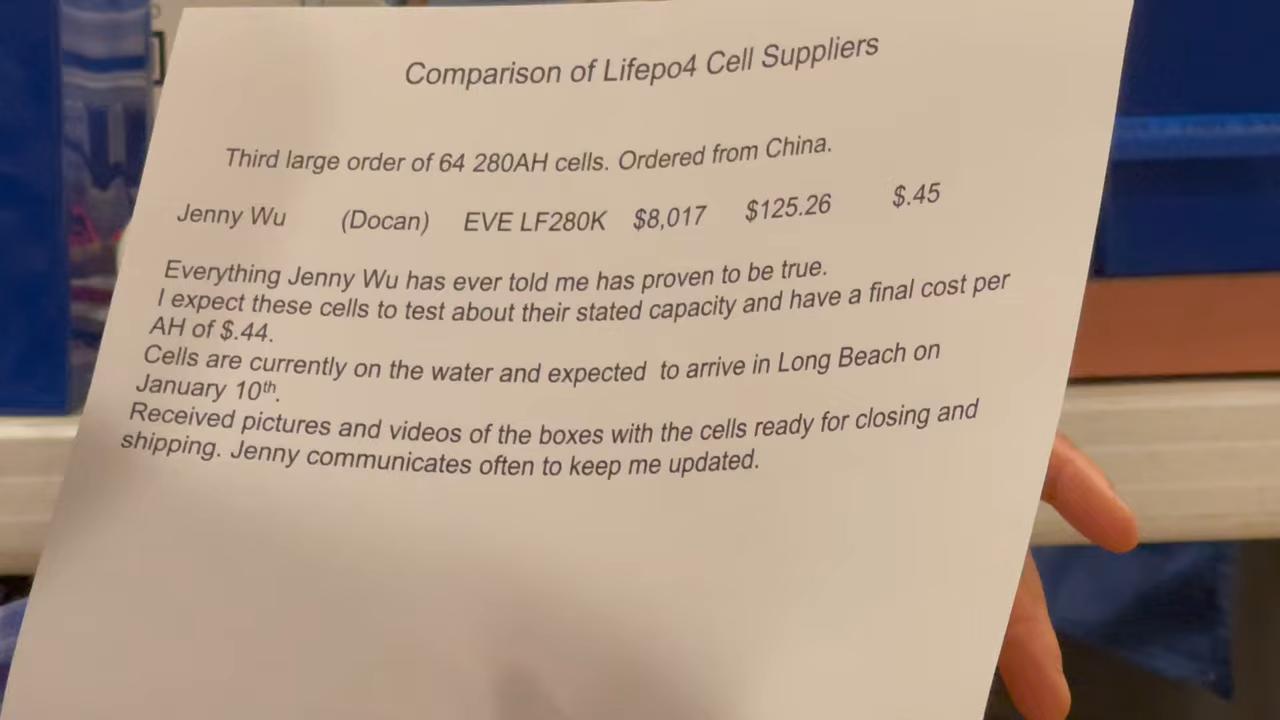 Comparison of Lifepo4 Cell Suppliers
Third large order of 64 280AH cells. Ordered from China.
Jenny Wu (Docan) EVE LF280K $8,017 $125.26 $.45
Everything Jenny Wu has ever told me has proven to be true.
I expect these cells to test about their stated capacity and have a final cost per
AH of $.44.
Cells are currently on the water and expected to arrive in Long Beach on
January 10th.
Received pictures and videos of the boxes with the cells ready for closing and
shipping. Jenny communicates often to keep me updated.